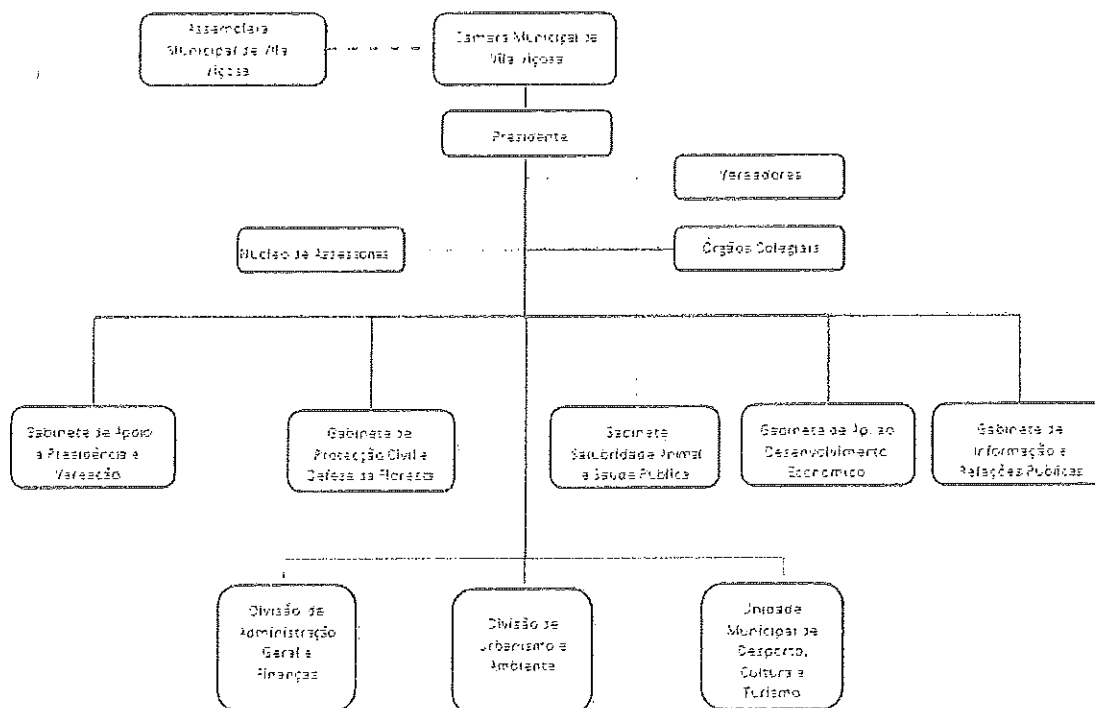 Assembleia
Municipal de Vila
Viçosa
Câmara Municipal de
Vila Viçosa
Presidente
Vereadores
Núcleo de Assessores
Órgãos Colegiais
Gabinete de Apoio
a Presidência e
Vereação
Gabinete de
Protecção Civil e
Defesa da Floresta
Gabinete
Salubridade Animal
e Saúde Pública
Gabinete de Ap. ao
Desenvolvimento
Económico
Gabinete de
Informação e
Relações Públicas
Divisão de
Administração
Geral e
Finanças
Divisão de
Urbanismo e
Ambiente
Unidade
Municipal de
Desporto,
Cultura e
Turismo